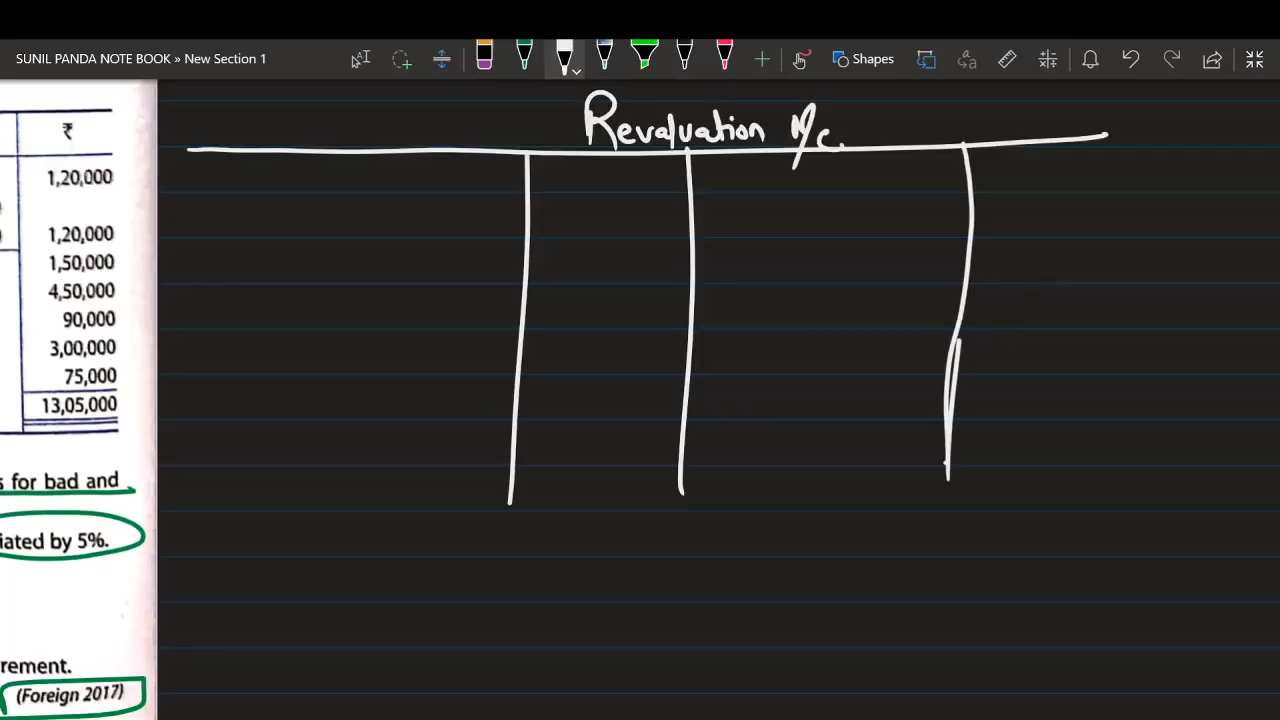 SUNIL PANDA NOTE BOOK » New Section 1
Shapes
Revaluation A/c.
₹
1,20,000
1,20,000
1,50,000
4,50,000
90,000
3,00,000
75,000
13,05,000
for bad and
by 5%.
(Foreign 2017)